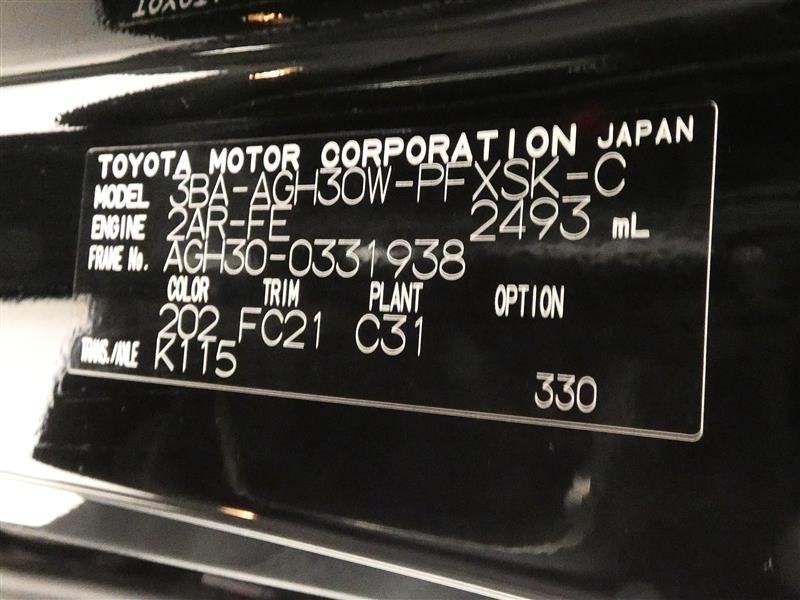 TOYOTA MOTOR CORPORATION JAPAN
MODEL 3BA-AGH30W-PFXSK-C
ENGINE 2AR-FE 2493 mL
FRAME No. AGH30-0331938
COLOR TRIM PLANT OPTION
202 FC21 C31
TRANS./AXLE K115
330